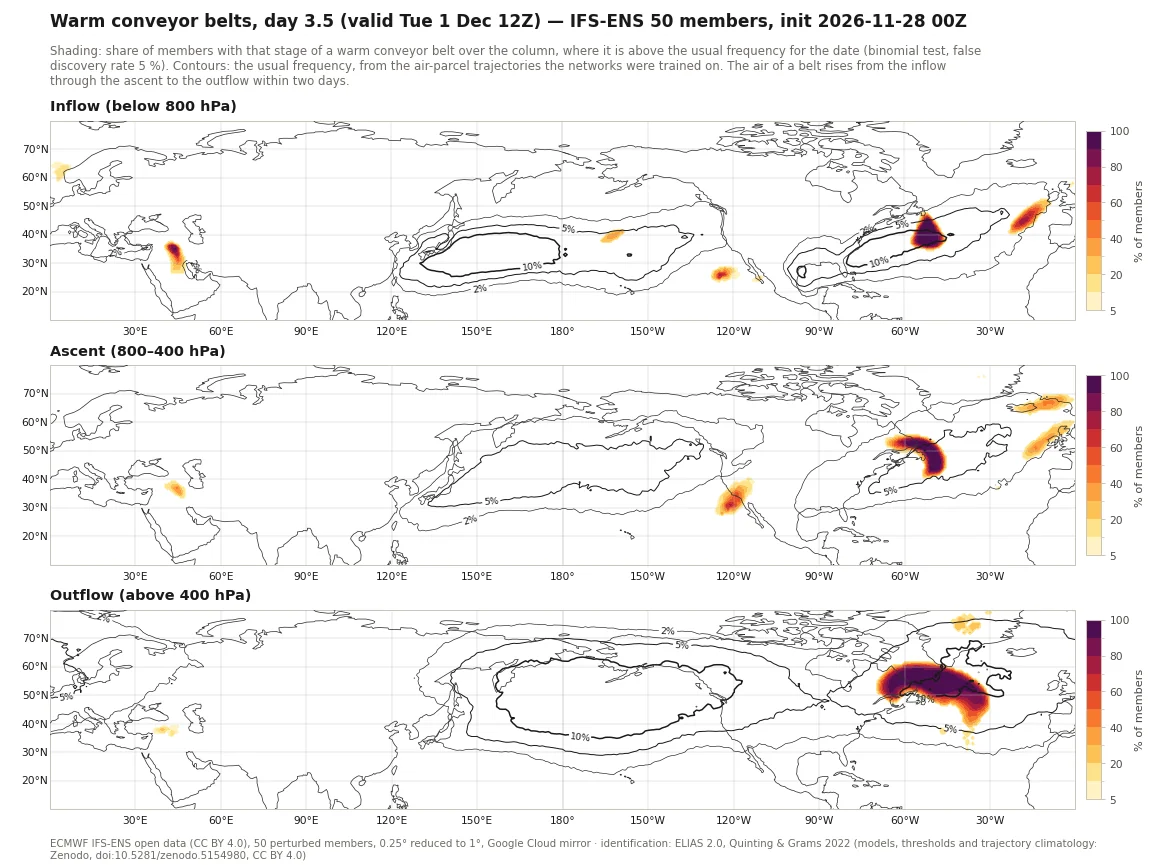 Warm conveyor belts, day 3.5 (valid Tue 1 Dec 12Z) — IFS-ENS 50 members, init 2026-11-28 00Z
Shading: share of members with that stage of a warm conveyor belt over the column, where it is above the usual frequency for the date (binomial test, false
discovery rate 5 %). Contours: the usual frequency, from the air-parcel trajectories the networks were trained on. The air of a belt rises from the inflow
through the ascent to the outflow within two days.
Inflow (below 800 hPa)
70°N
60°N
50°N
40°N
30°N
20°N
5%
10%
2%
5%
10%
2%
30°E
60°E
90°E
120°E
150°E
180°
150°W
120°W
90°W
60°W
30°W
100
80
60
40
20
5
% of members
Ascent (800–400 hPa)
70°N
60°N
50°N
40°N
30°N
20°N
5%
2%
5%
30°E
60°E
90°E
120°E
150°E
180°
150°W
120°W
90°W
60°W
30°W
100
80
60
40
20
5
% of members
Outflow (above 400 hPa)
70°N
60°N
50°N
40°N
30°N
20°N
2%
5%
2%
5%
10%
10%
5%
30°E
60°E
90°E
120°E
150°E
180°
150°W
120°W
90°W
60°W
30°W
100
80
60
40
20
5
% of members
ECMWF IFS-ENS open data (CC BY 4.0), 50 perturbed members, 0.25° reduced to 1°, Google Cloud mirror · identification: ELIAS 2.0, Quinting & Grams 2022 (models, thresholds and trajectory climatology:
Zenodo, doi:10.5281/zenodo.5154980, CC BY 4.0)